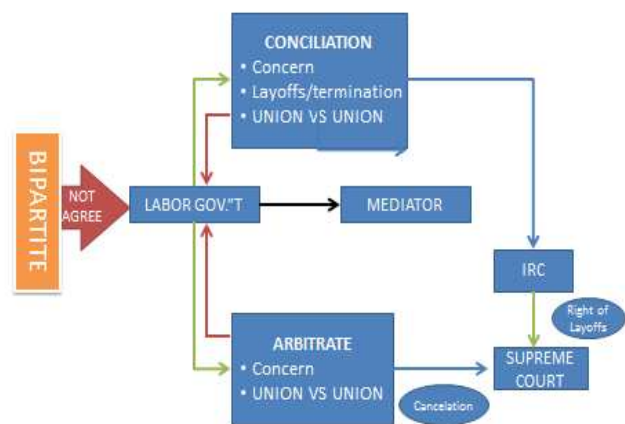 CONCILIATION
• Concern
• Layoffs/termination
• UNION VS UNION
BIPARTITE
NOT
AGREE
LABOR GOV."T
MEDIATOR
IRC
Right of
Layoffs
SUPREME
COURT
ARBITRATE
• Concern
• UNION VS UNION
Cancelation